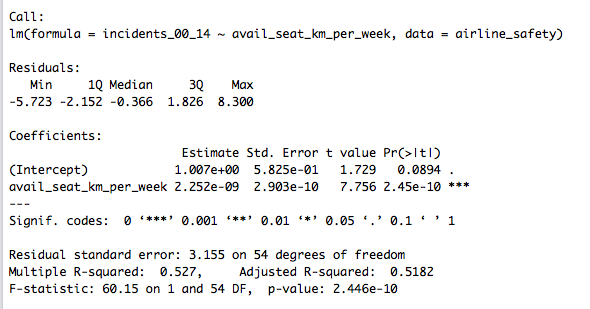 Call:
lm(formula = incidents_00_14 ~ avail_seat_km_per_week, data = airline_safety)
Residuals:
Min 1Q Median 3Q Max
-5.723 -2.152 -0.366 1.826 8.300
Coefficients:
Estimate Std. Error t value Pr(>|t|)
(Intercept) 1.007e+00 5.825e-01 1.729 0.0894 .
avail_seat_km_per_week 2.252e-09 2.903e-10 7.756 2.45e-10 ***
---
Signif. codes: 0 ‘***’ 0.001 ‘**’ 0.01 ‘*’ 0.05 ‘.’ 0.1 ‘ ’ 1
Residual standard error: 3.155 on 54 degrees of freedom
Multiple R-squared: 0.527, Adjusted R-squared: 0.5182
F-statistic: 60.15 on 1 and 54 DF, p-value: 2.446e-10